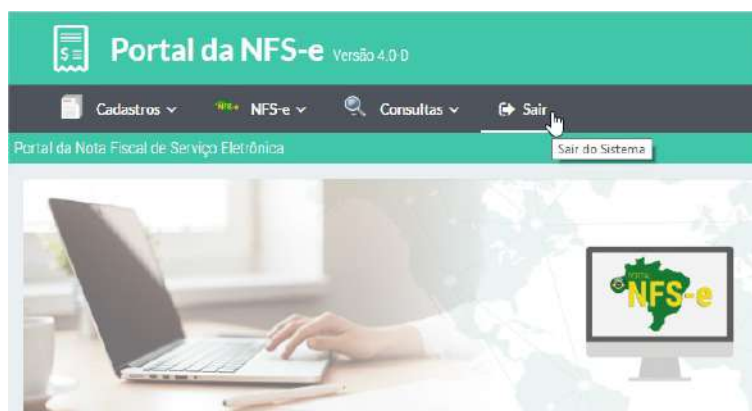 $
Portal da NFS-e Versão 4.0.0
Cadastros NFS-e Consultas Sair
Sair do Sistema
Portal da Nota Fiscal de Serviço Eletrônica
PORTAL
NFS-e